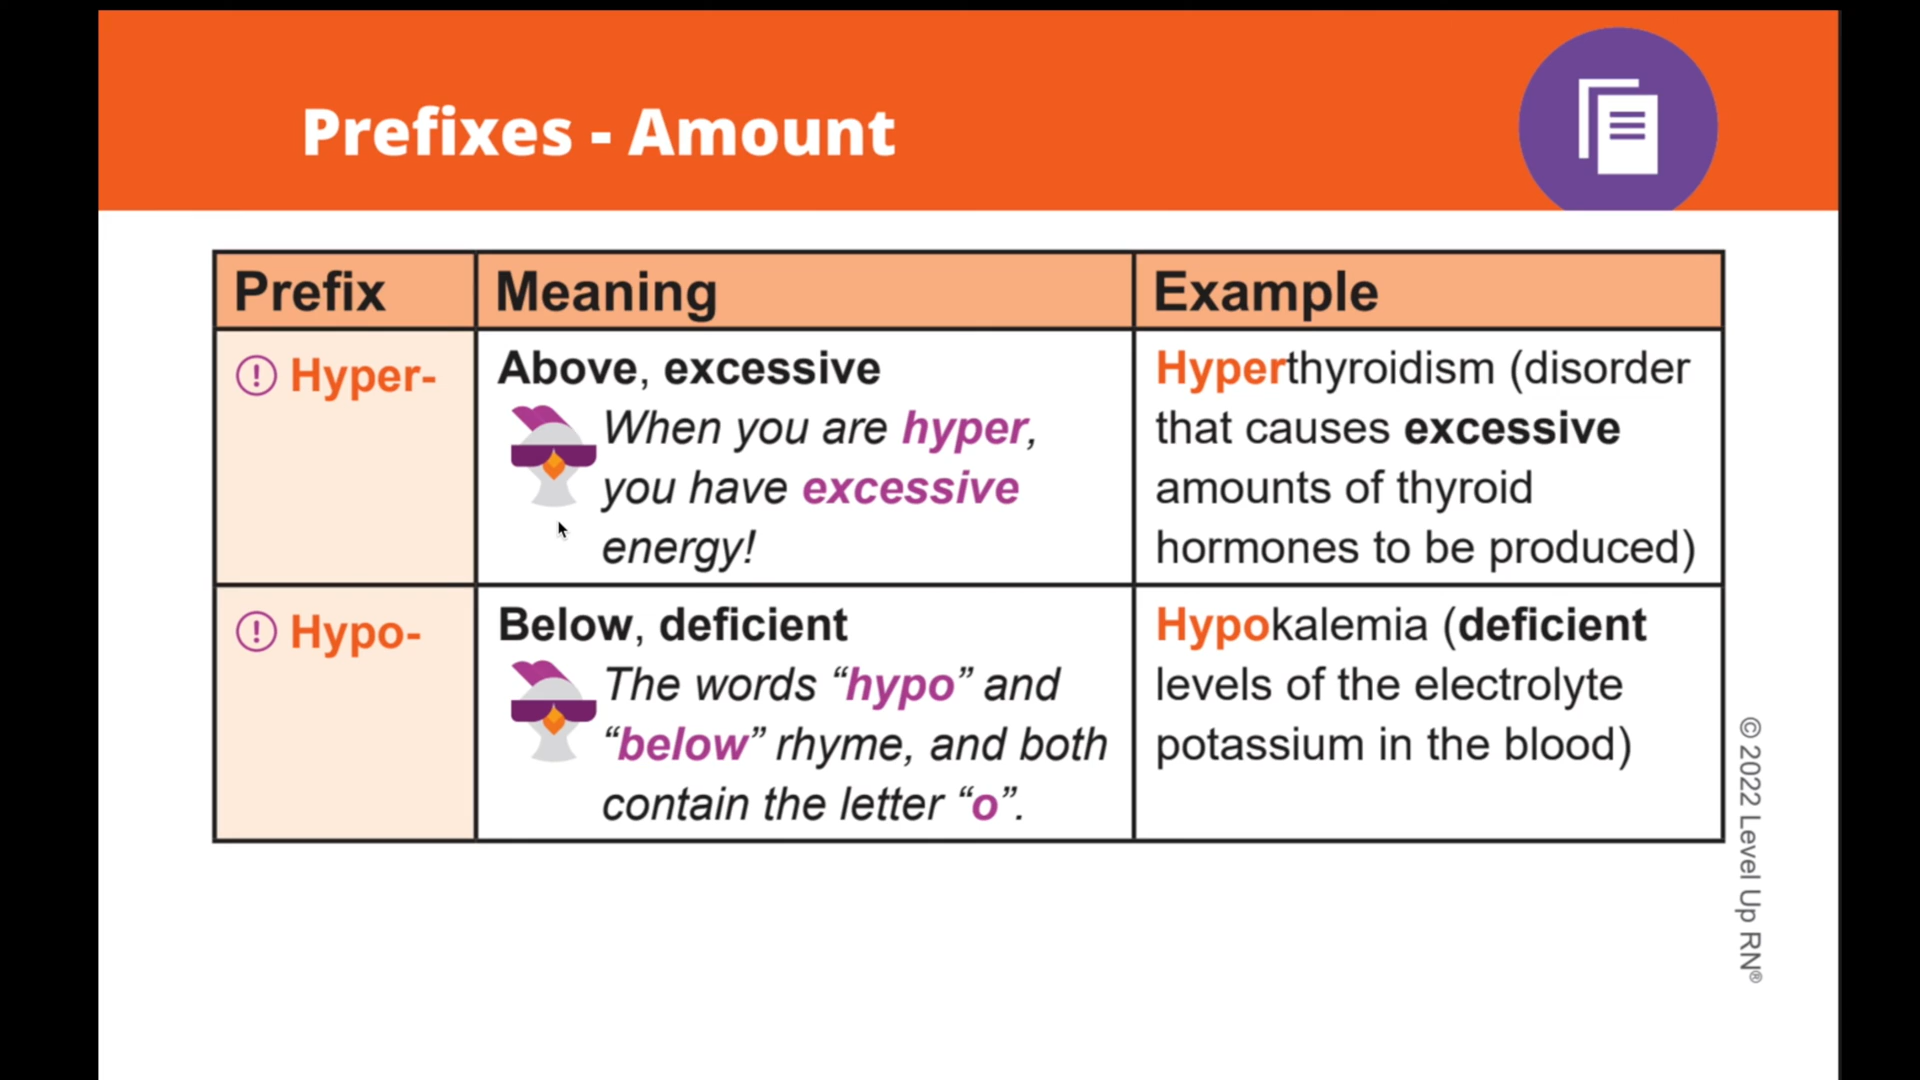 Prefixes - Amount
Prefix
Meaning
Example
! Hyper-
Above, excessive
When you are hyper,
you have excessive
energy!
Hyperthyroidism (disorder
that causes excessive
amounts of thyroid
hormones to be produced)
! Hypo-
Below, deficient
The words “hypo” and
“below” rhyme, and both
contain the letter “o”.
Hypokalemia (deficient
levels of the electrolyte
potassium in the blood)
© 2022 Level Up RN®